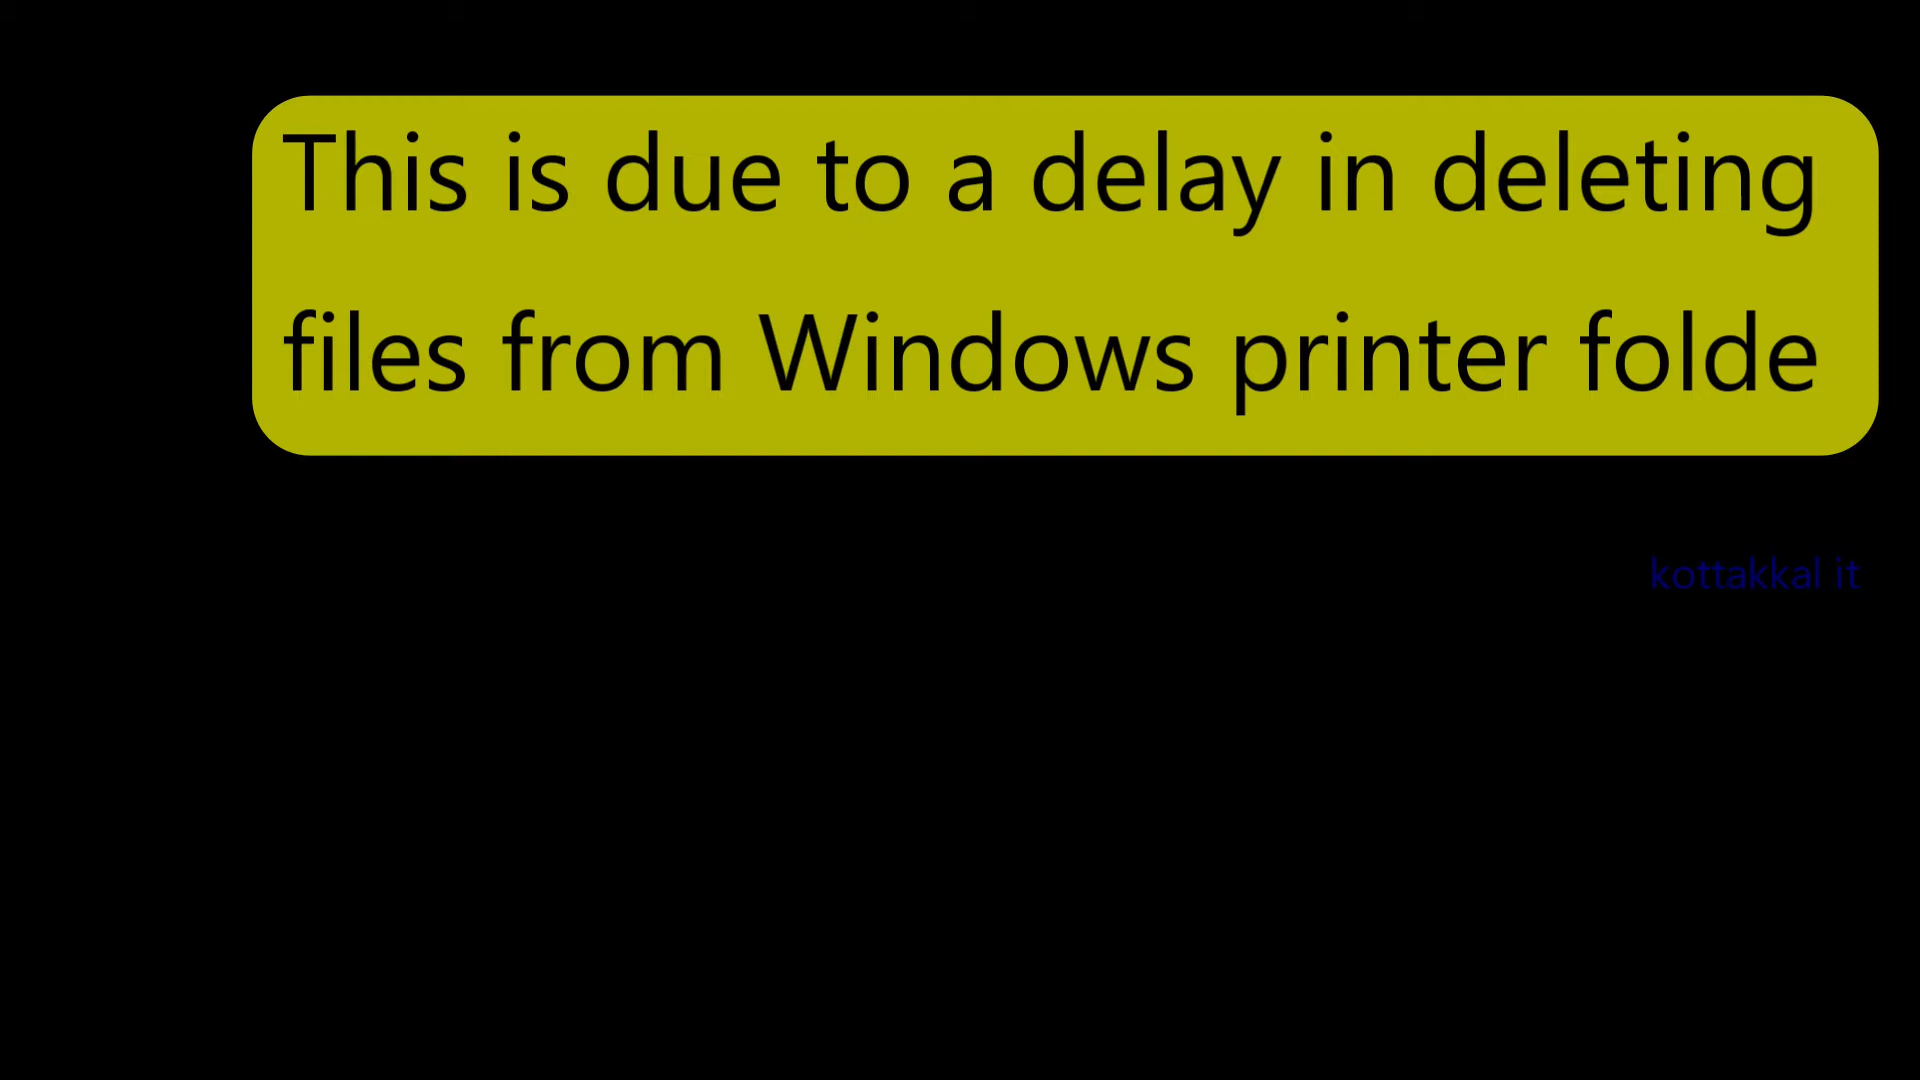 This is due to a delay in deleting
files from Windows printer folde
kottakkal it